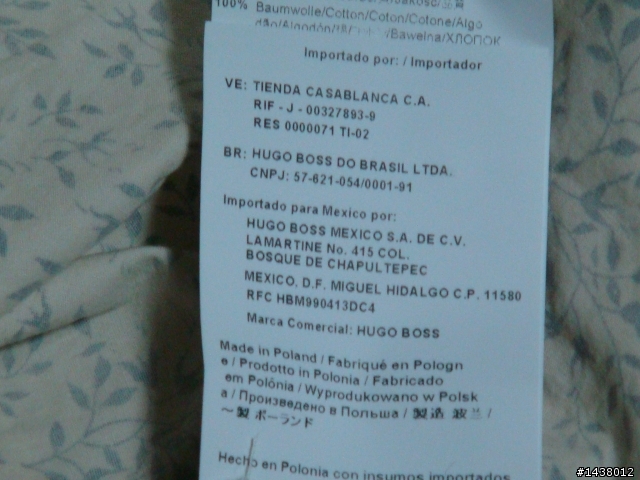 100% Baumwolle/Cotton/Coton/Cotone/Algo
/Bawełna/ХЛОПОК
Importado por: / Importador
VE: TIENDA CASABLANCA C.A.
RIF - J - 00327893-9
RES 0000071 TI-02
BR: HUGO BOSS DO BRASIL LTDA.
CNPJ: 57-621-054/0001-91
Importado para Mexico por:
HUGO BOSS MEXICO S.A. DE C.V.
LAMARTINE No. 415 COL.
BOSQUE DE CHAPULTEPEC
MEXICO, D.F. MIGUEL HIDALGO C.P. 11580
RFC HBM990413DC4
Marca Comercial: HUGO BOSS
Made in Poland / Fabriqué en Pologn
e / Prodotto in Polonia / Fabricado
em Polônia / Wyprodukowano w Polsk
a / Произведено в Польша / 製造 波兰 /
~製 ポーランド
Hecho en Polonia con insumos importados
#1438012